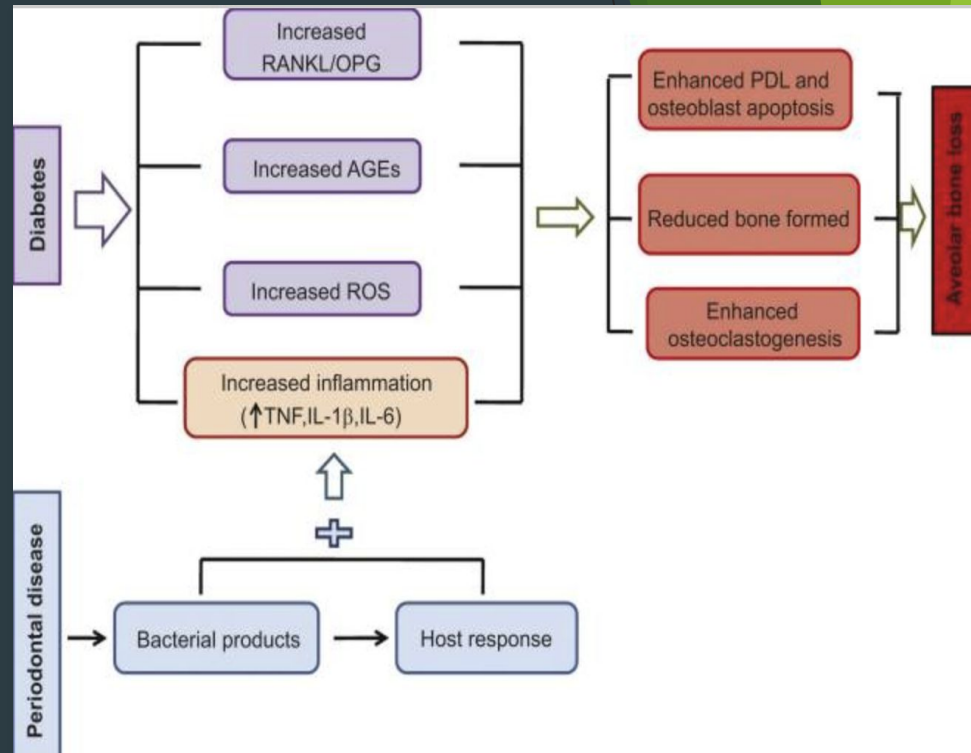 Diabetes
Increased
RANKL/OPG
Increased AGEs
Increased ROS
Increased inflammation
(↑TNF,IL-1β,IL-6)
Enhanced PDL and
osteoblast apoptosis
Reduced bone formed
Enhanced
osteoclastogenesis
Aveolar bone loss
Periodontal disease
Bacterial products
Host response